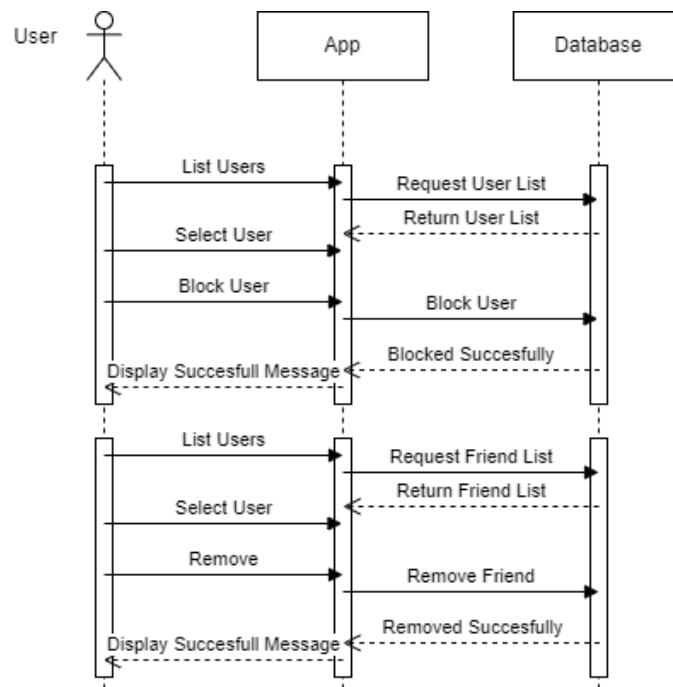 User
App
Database
List Users
Request User List
Return User List
Select User
Block User
Block User
Blocked Succesfully
Display Succesfull Message
List Users
Request Friend List
Return Friend List
Select User
Remove
Remove Friend
Removed Succesfully
Display Succesfull Message